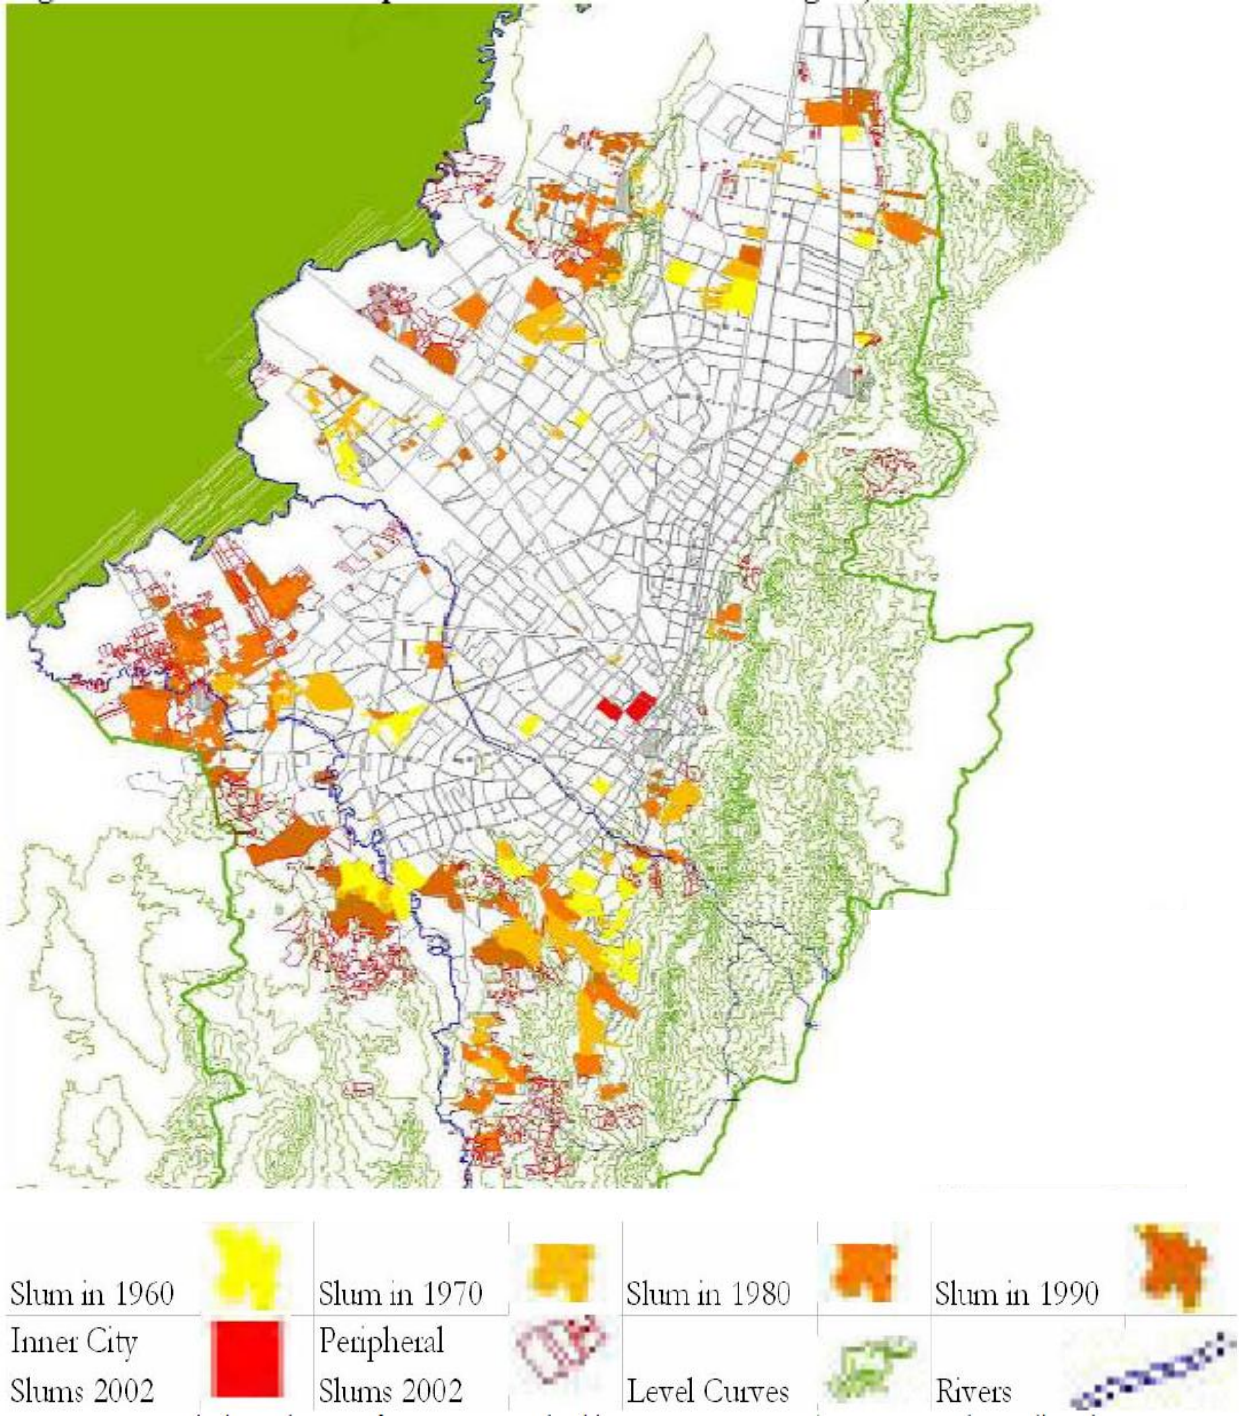 Slum in 1960
Slum in 1970
Slum in 1980
Slum in 1990
Inner City
Slums 2002
Peripheral
Slums 2002
Level Curves
Rivers